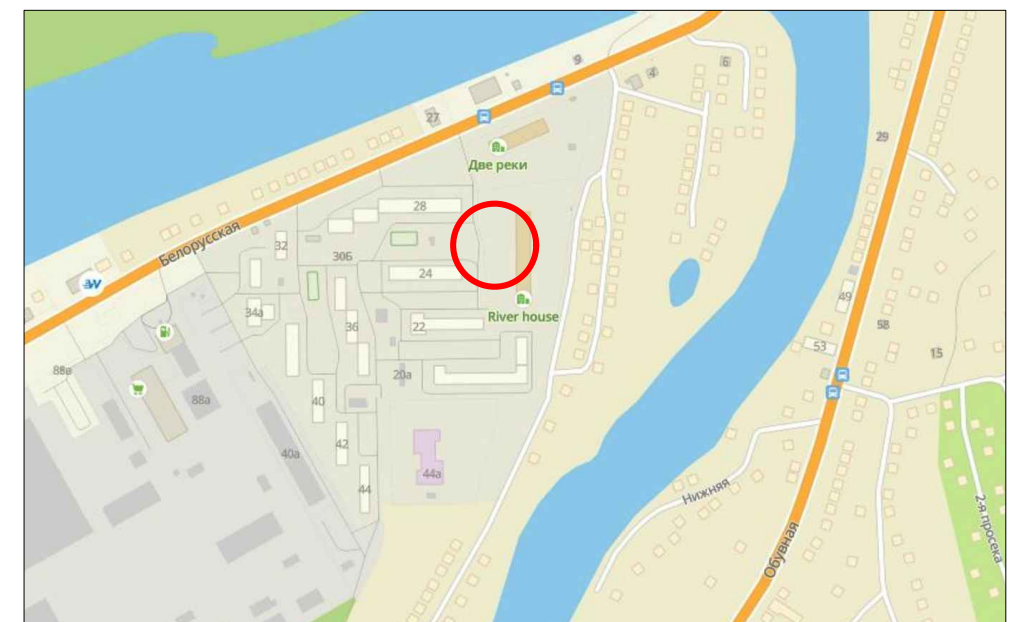 9
6
4
27
29
Две реки
28
Белорусская
32
30Б
24
W
34а
River house
49
22
36
58
53
15
88в
20а
88а
40
42
40а
44а
44
Нижняя
2-я просека
Обувная